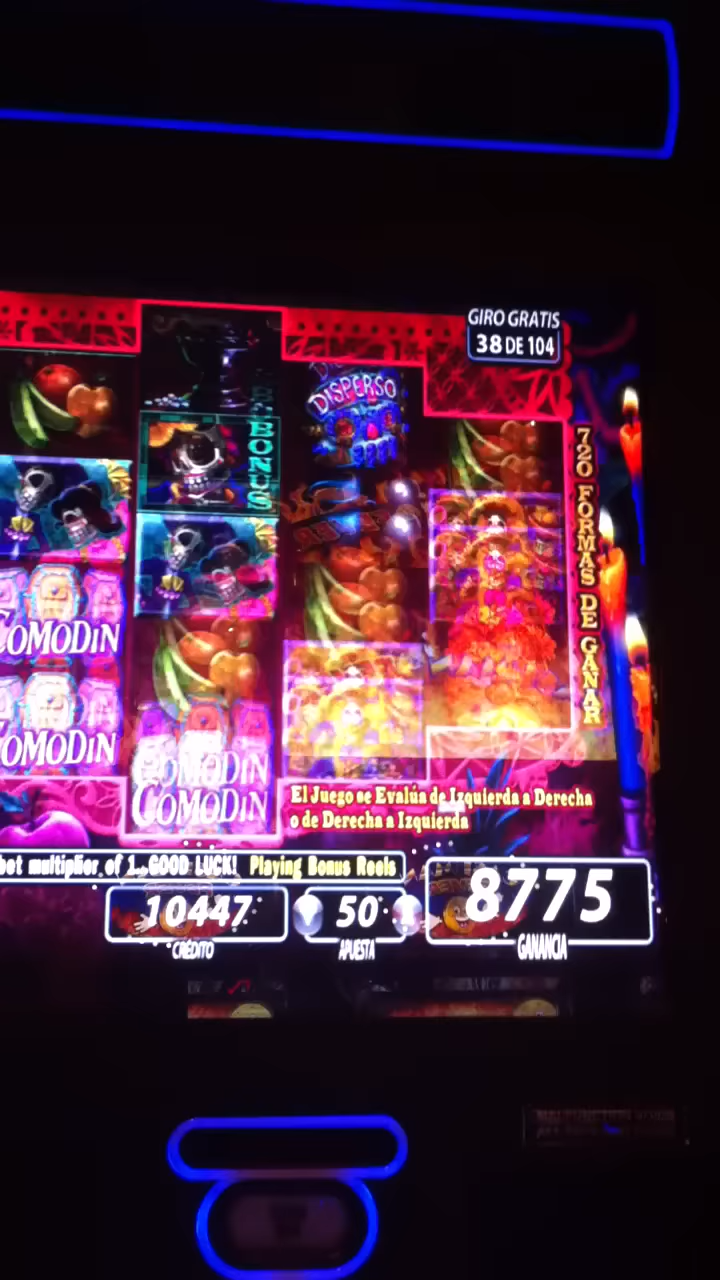 GIRO GRATIS
38 DE 104
DISPERSO
BONUS
720 FORMAS DE GANAR
COMODIN
COMODIN
COMODIN
COMODIN
El Juego se Evalúa de Izquierda a Derecha
o de Derecha a Izquierda
bet multiplier of 1. GOOD LUCK! Playing Bonus Reels
10447
CRÉDITO
50
APUESTA
8775
GANANCIA